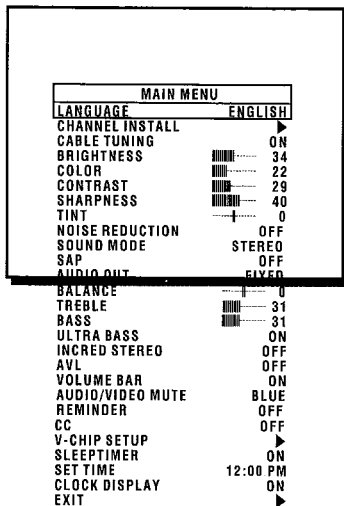 MAIN MENU
LANGUAGE ENGLISH
CHANNEL INSTALL
CABLE TUNING ON
BRIGHTNESS 34
COLOR 22
CONTRAST 29
SHARPNESS 40
TINT 0
NOISE REDUCTION OFF
SOUND MODE STEREO
SAP OFF
AUDIO OUT FIXED
BALANCE 0
TREBLE 31
BASS 31
ULTRA BASS ON
INCRED STEREO OFF
AVL OFF
VOLUME BAR ON
AUDIO/VIDEO MUTE BLUE
REMINDER OFF
CC OFF
V-CHIP SETUP
SLEEPTIMER ON
SET TIME 12:00 PM
CLOCK DISPLAY ON
EXIT